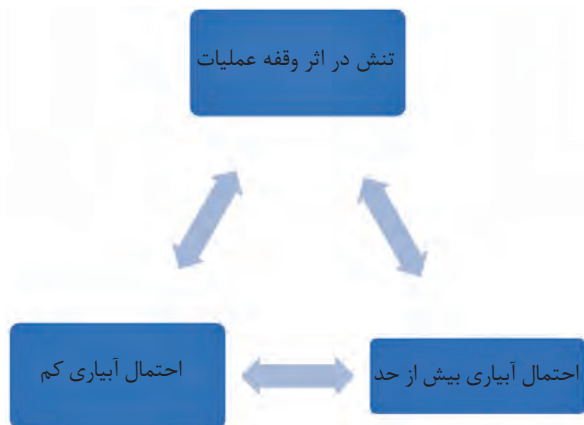 تنش در اثر وقفه عملیات
احتمال آبیاری بیش از حد
احتمال آبیاری کم